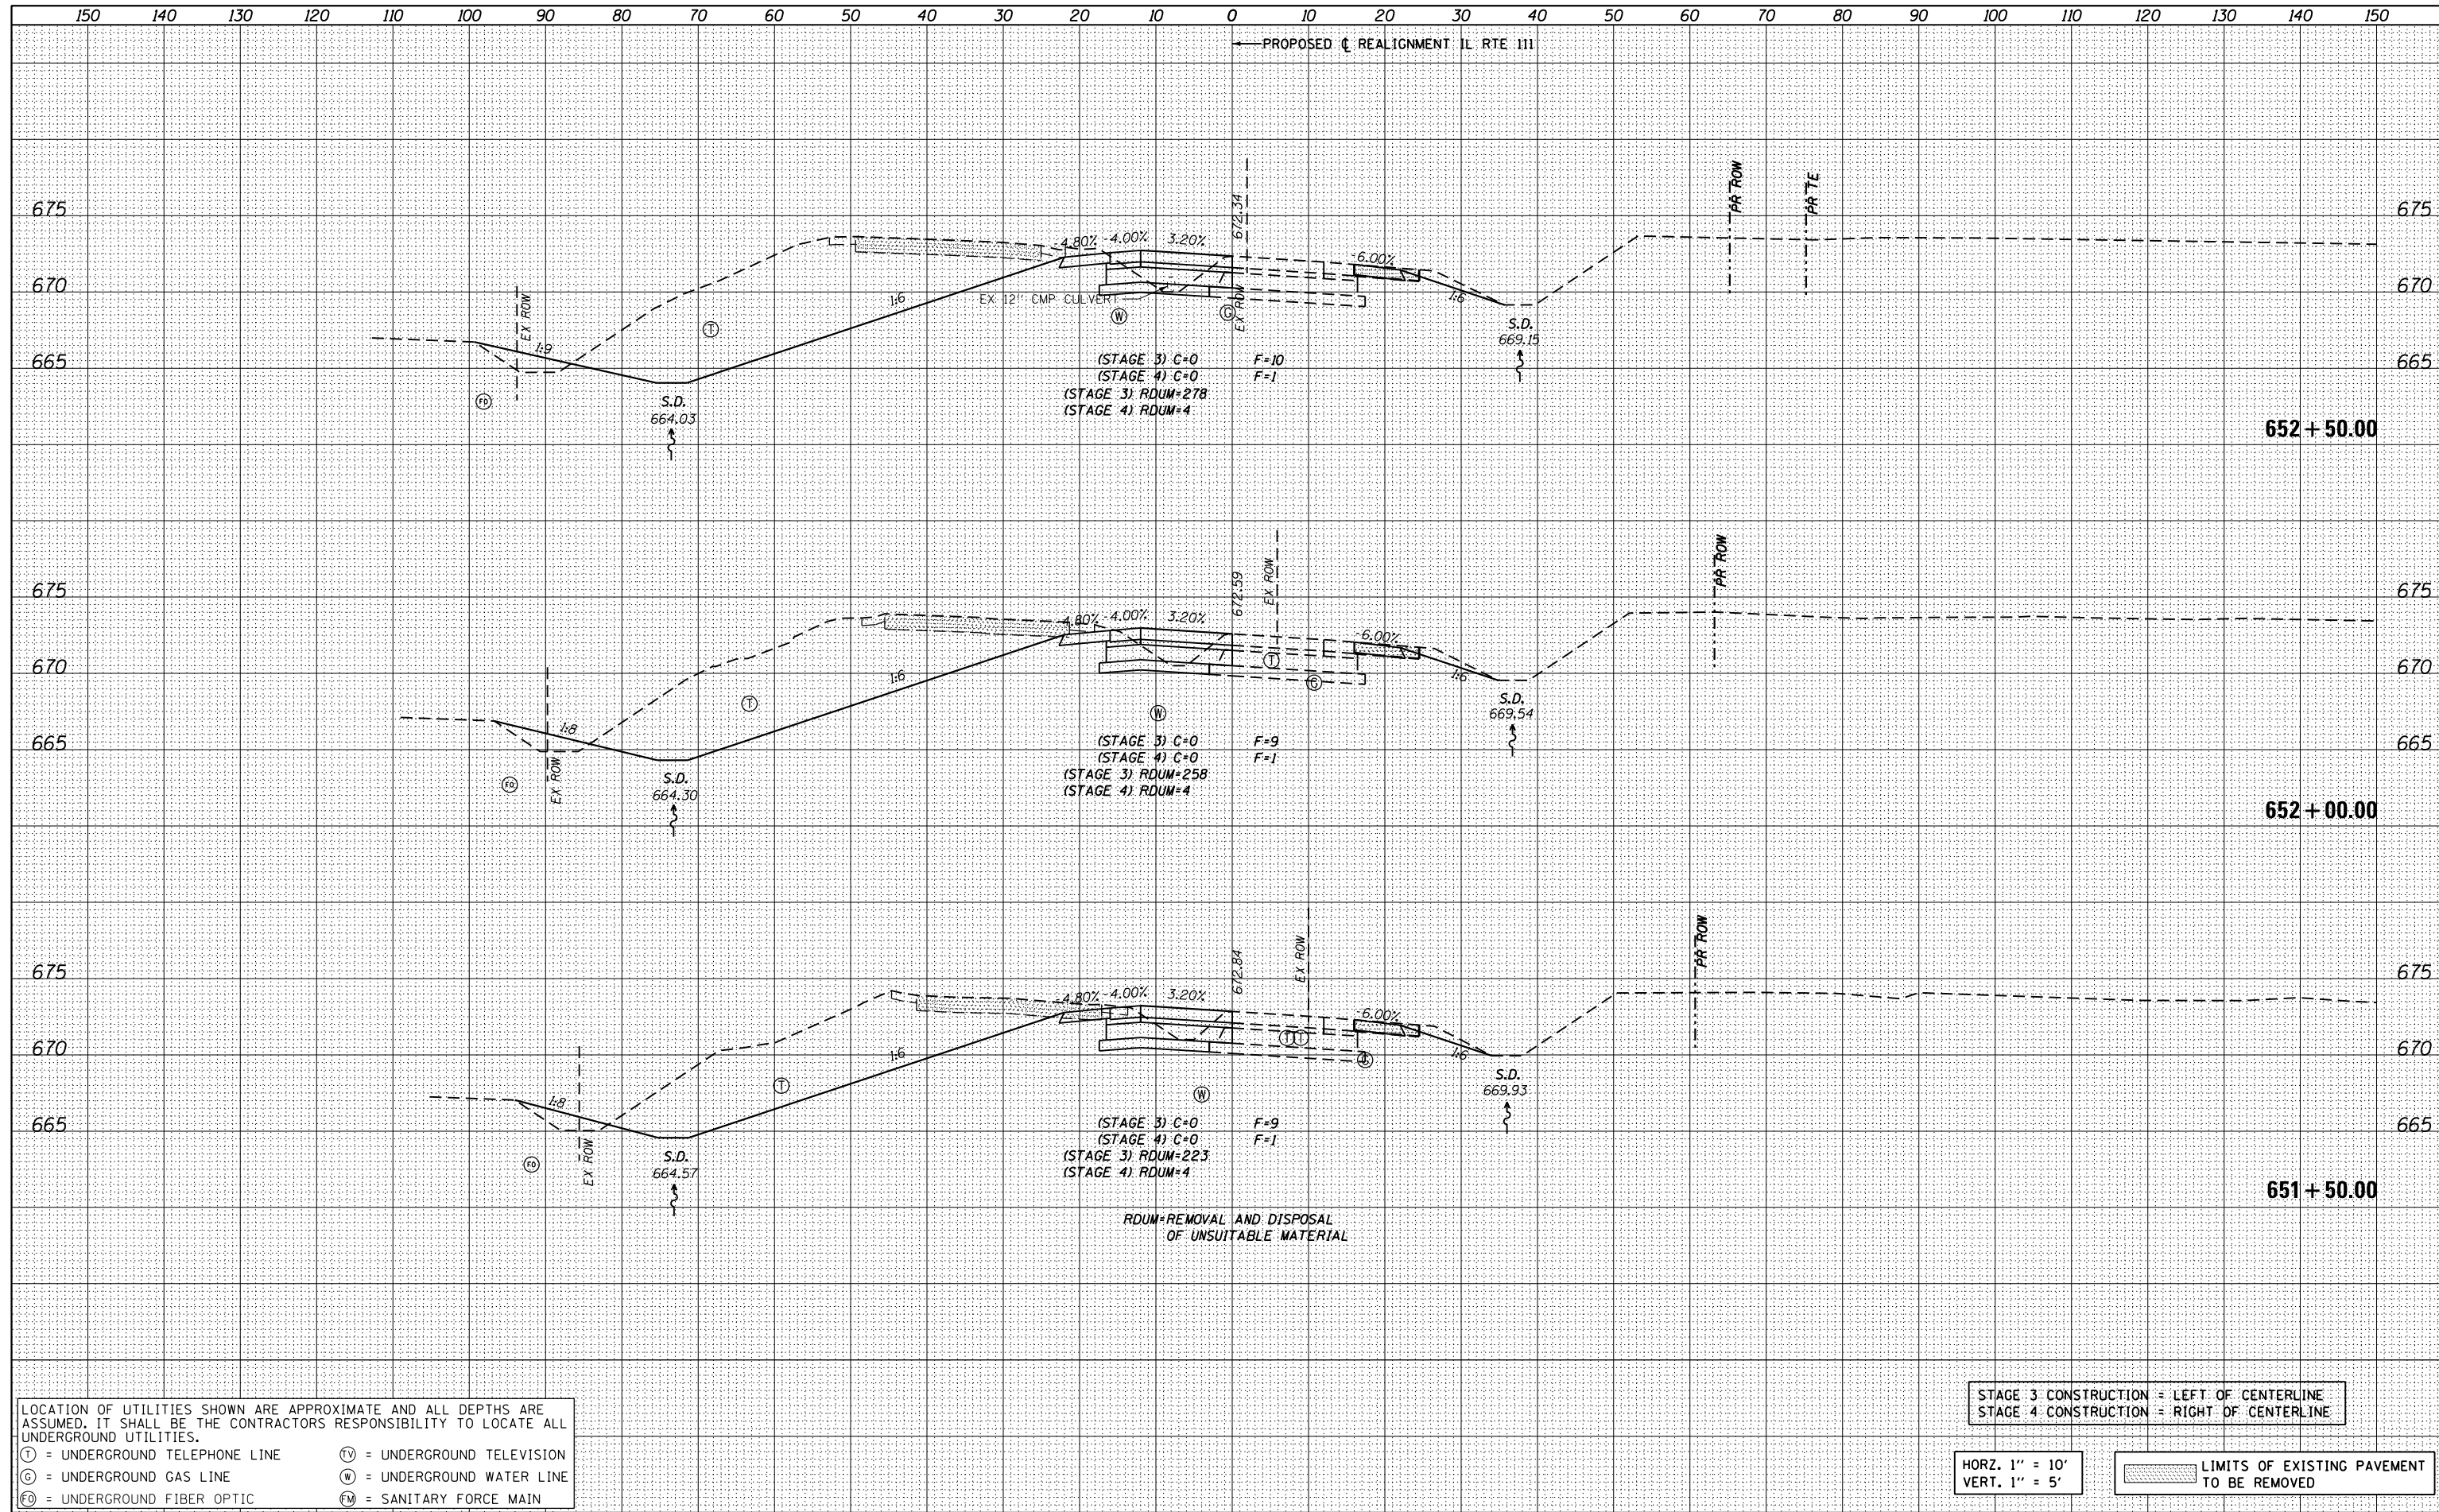 150 140 130 120 110 100 90 80 70 60 50 40 30 20 10 0 10 20 30 40 50 60 70 80 90 100 110 120 130 140 150
PROPOSED ℄ REALIGNMENT IL RTE 111
PR ROW
PR TE
675
672.34
675
-4.80% -4.00% 3.20%
-6.00%
670
EX ROW
1:6
EX 12" CMP CULVERT
EX ROW
1:6
670
T
W
G
S.D.
669.15
1:9
665
(STAGE 3) C=0 F=10
665
(STAGE 4) C=0 F=1
(STAGE 3) RDUM=278
(STAGE 4) RDUM=4
FO
S.D.
664.03
652+50.00
PR ROW
675
672.59
EX ROW
675
-4.80% -4.00% 3.20%
-6.00%
670
1:6
T
G
1:6
670
T
W
S.D.
669.54
1:8
665
(STAGE 3) C=0 F=9
665
(STAGE 4) C=0 F=1
(STAGE 3) RDUM=258
(STAGE 4) RDUM=4
FO
EX ROW
S.D.
664.30
652+00.00
PR ROW
675
672.84
EX ROW
675
-4.80% -4.00% 3.20%
-6.00%
670
1:6
T T
G
1:6
670
T
W
S.D.
669.93
1:8
665
(STAGE 3) C=0 F=9
665
(STAGE 4) C=0 F=1
(STAGE 3) RDUM=223
(STAGE 4) RDUM=4
FO
EX ROW
S.D.
664.57
651+50.00
RDUM=REMOVAL AND DISPOSAL
OF UNSUITABLE MATERIAL
LOCATION OF UTILITIES SHOWN ARE APPROXIMATE AND ALL DEPTHS ARE
ASSUMED. IT SHALL BE THE CONTRACTORS RESPONSIBILITY TO LOCATE ALL
UNDERGROUND UTILITIES.
T = UNDERGROUND TELEPHONE LINE
TV = UNDERGROUND TELEVISION
G = UNDERGROUND GAS LINE
W = UNDERGROUND WATER LINE
FO = UNDERGROUND FIBER OPTIC
FM = SANITARY FORCE MAIN
STAGE 3 CONSTRUCTION = LEFT OF CENTERLINE
STAGE 4 CONSTRUCTION = RIGHT OF CENTERLINE
HORZ. 1" = 10'
VERT. 1" = 5'
LIMITS OF EXISTING PAVEMENT
TO BE REMOVED